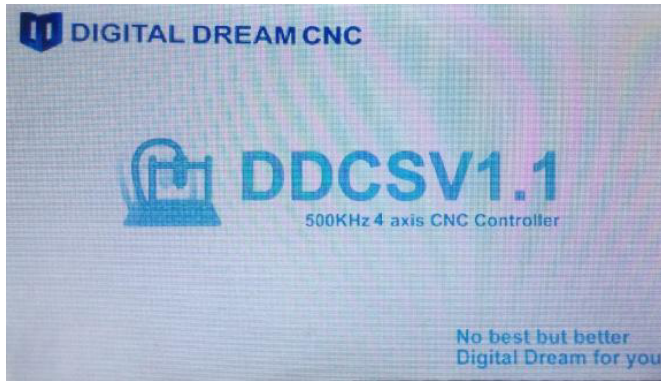 DIGITAL DREAM CNC
DDCSV1.1
500KHz 4 axis CNC Controller
No best but better
Digital Dream for you